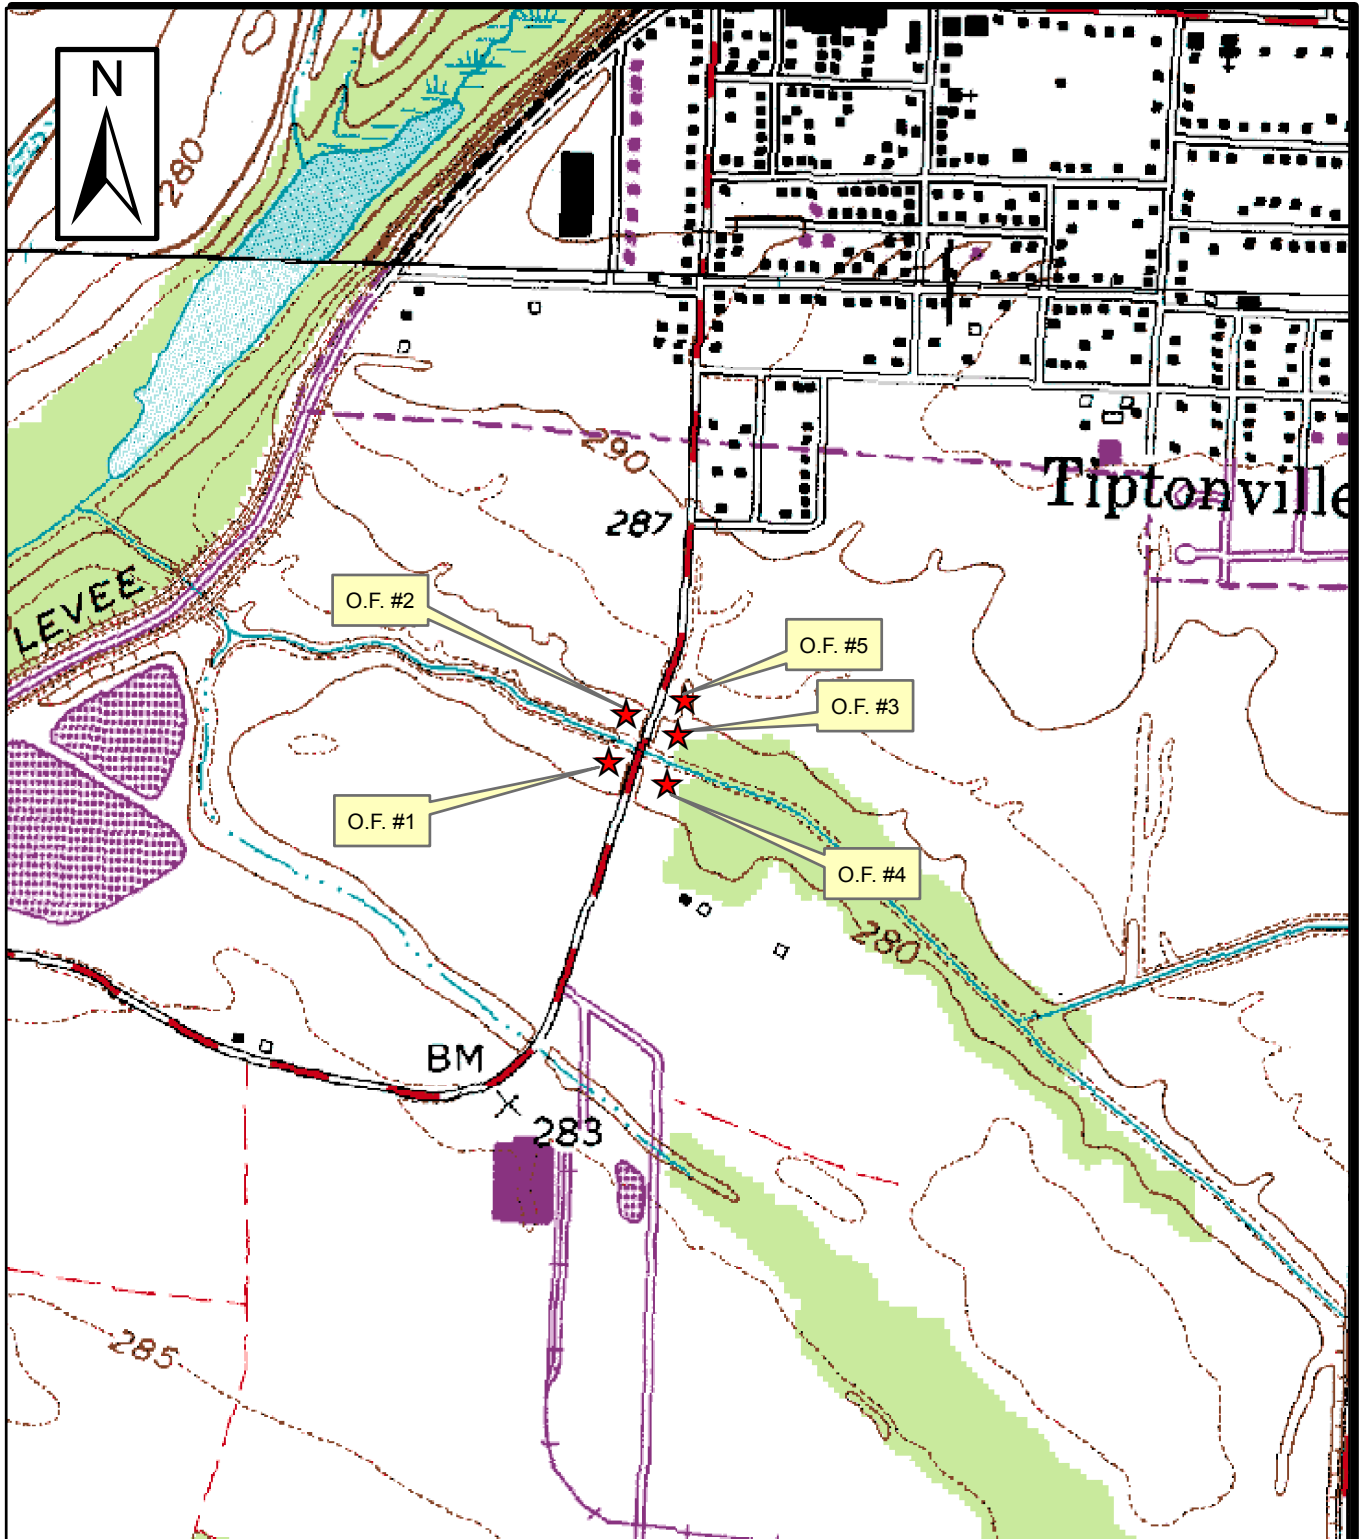 N
280
290
Tiptonville
287
LEVEE
O.F. #2
O.F. #5
O.F. #3
O.F. #1
O.F. #4
280
BM
283
285